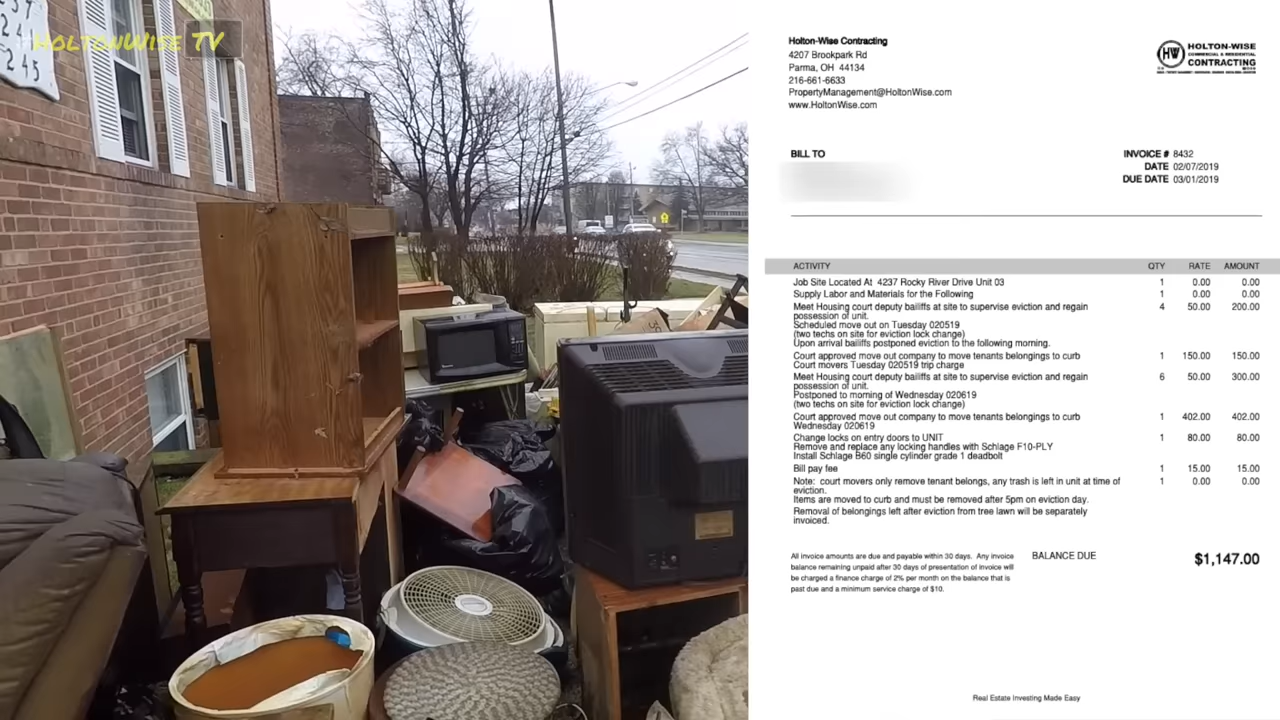 HOLTONWISE TV
245
Holton-Wise Contracting
4207 Brookpark Rd
Parma, OH 44134
216-661-6633
PropertyManagement@HoltonWise.com
www.HoltonWise.com
HW
HOLTON-WISE
COMMERCIAL & RESIDENTIAL
CONTRACTING
BILL TO
INVOICE # 8432
DATE 02/07/2019
DUE DATE 03/01/2019
ACTIVITY QTY RATE AMOUNT
Job Site Located At 4237 Rocky River Drive Unit 03 1 0.00 0.00
Supply Labor and Materials for the Following 1 0.00 0.00
Meet Housing court deputy bailiffs at site to supervise eviction and regain 4 50.00 200.00
possession of unit.
Scheduled move out on Tuesday 020519
(two techs on site for eviction lock change)
Upon arrival bailiffs postponed eviction to the following morning.
Court approved move out company to move tenants belongings to curb 1 150.00 150.00
Court movers Tuesday 020519 trip charge
Meet Housing court deputy bailiffs at site to supervise eviction and regain 6 50.00 300.00
possession of unit.
Postponed to morning of Wednesday 020619
(two techs on site for eviction lock change)
Court approved move out company to move tenants belongings to curb 1 402.00 402.00
Wednesday 020619
Change locks on entry doors to UNIT 1 80.00 80.00
Remove and replace any locking handles with Schlage F10-PLY
Install Schlage B60 single cylinder grade 1 deadbolt
Bill pay fee 1 15.00 15.00
Note: court movers only remove tenant belongs, any trash is left in unit at time of 1 0.00 0.00
eviction.
Items are moved to curb and must be removed after 5pm on eviction day.
Removal of belongings left after eviction from tree lawn will be separately
invoiced.
All invoice amounts are due and payable within 30 days. Any invoice
balance remaining unpaid after 30 days of presentation of invoice will
be charged a finance charge of 2% per month on the balance that is
past due and a minimum service charge of $10.
BALANCE DUE $1,147.00
Real Estate Investing Made Easy